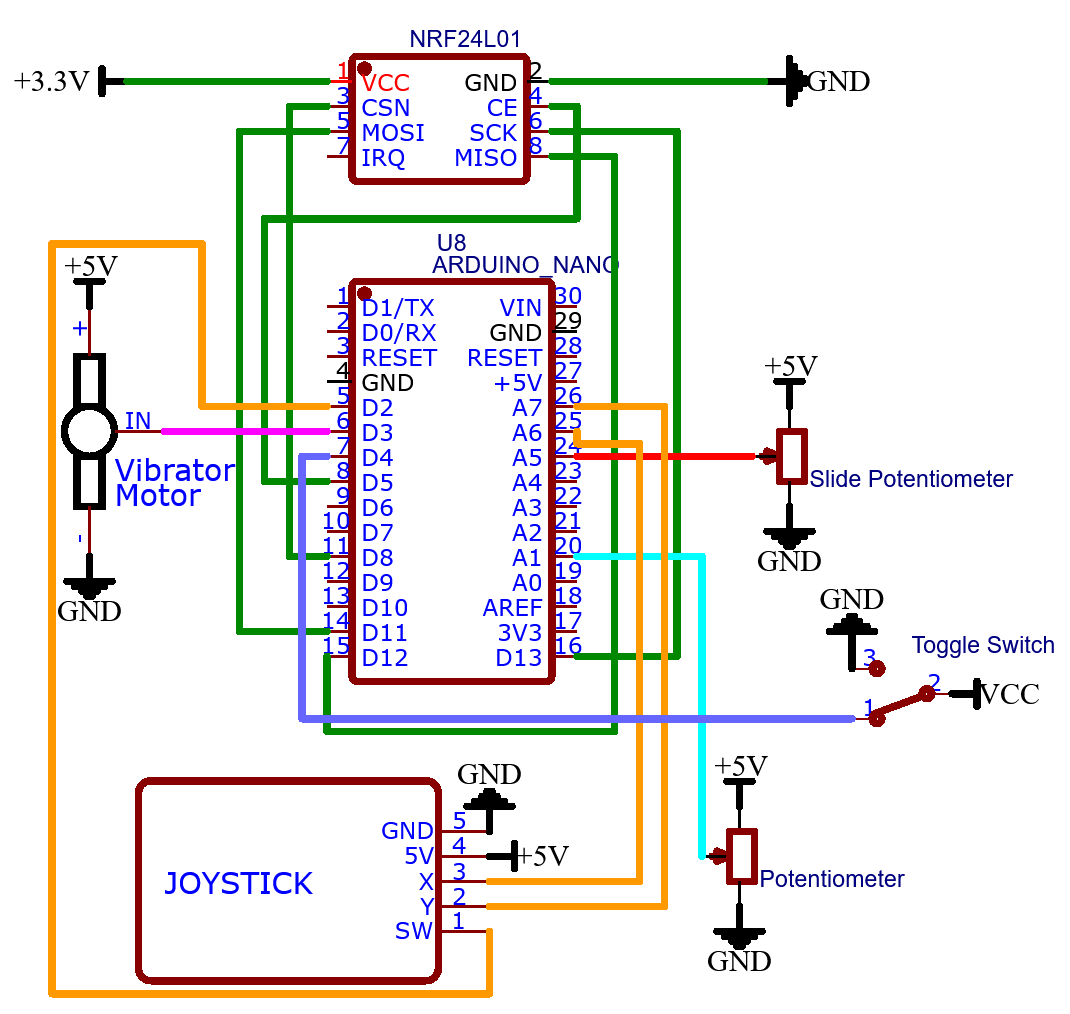 NRF24L01
+3.3V
1 VCC GND 2
GND
3 CSN CE 4
5 MOSI SCK 6
7 IRQ MISO 8
U8
ARDUINO_NANO
1 D1/TX VIN 30
2 D0/RX GND 29
3 RESET RESET 28
4 GND +5V 27
5 D2 A7 26
6 D3 A6 25
7 D4 A5 24
8 D5 A4 23
9 D6 A3 22
10 D7 A2 21
11 D8 A1 20
12 D9 A0 19
13 D10 AREF 18
14 D11 3V3 17
15 D12 D13 16
+5V
+
IN
Vibrator
Motor
-
GND
+5V
Slide Potentiometer
GND
GND
Toggle Switch
3
2
VCC
1
+5V
Potentiometer
GND
JOYSTICK
GND
GND 5
5V 4
+5V
X 3
Y 2
SW 1